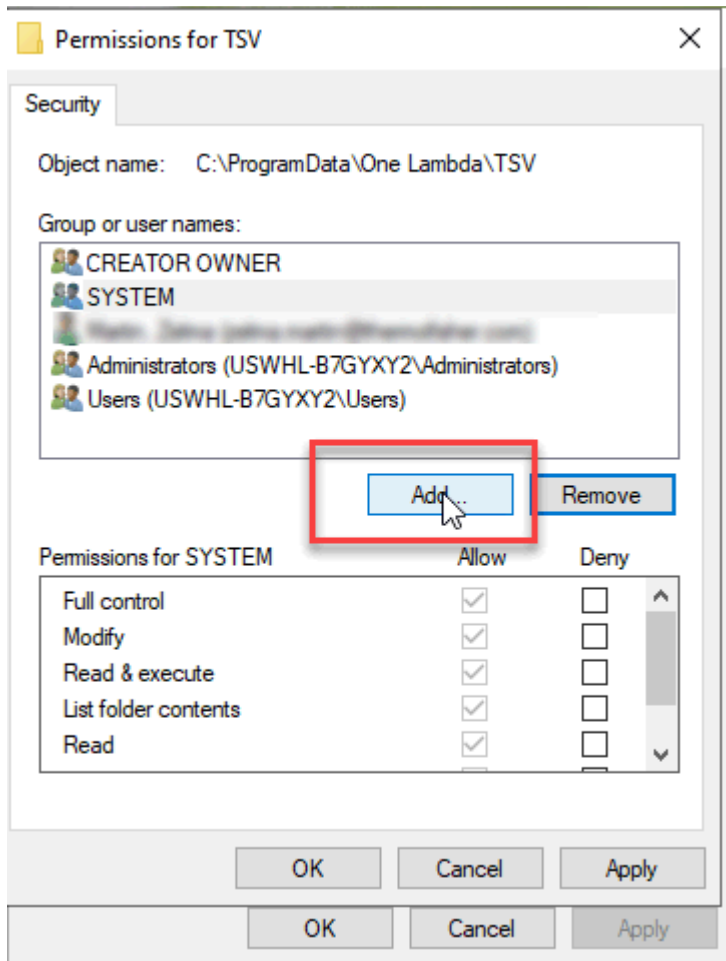 Permissions for TSV
Security
Object name: C:\ProgramData\One Lambda\TSV
Group or user names:
CREATOR OWNER
SYSTEM
Administrators (USWHL-B7GYXY2\Administrators)
Users (USWHL-B7GYXY2\Users)
Add... Remove
Permissions for SYSTEM Allow Deny
Full control
Modify
Read & execute
List folder contents
Read
OK Cancel Apply
OK Cancel Apply